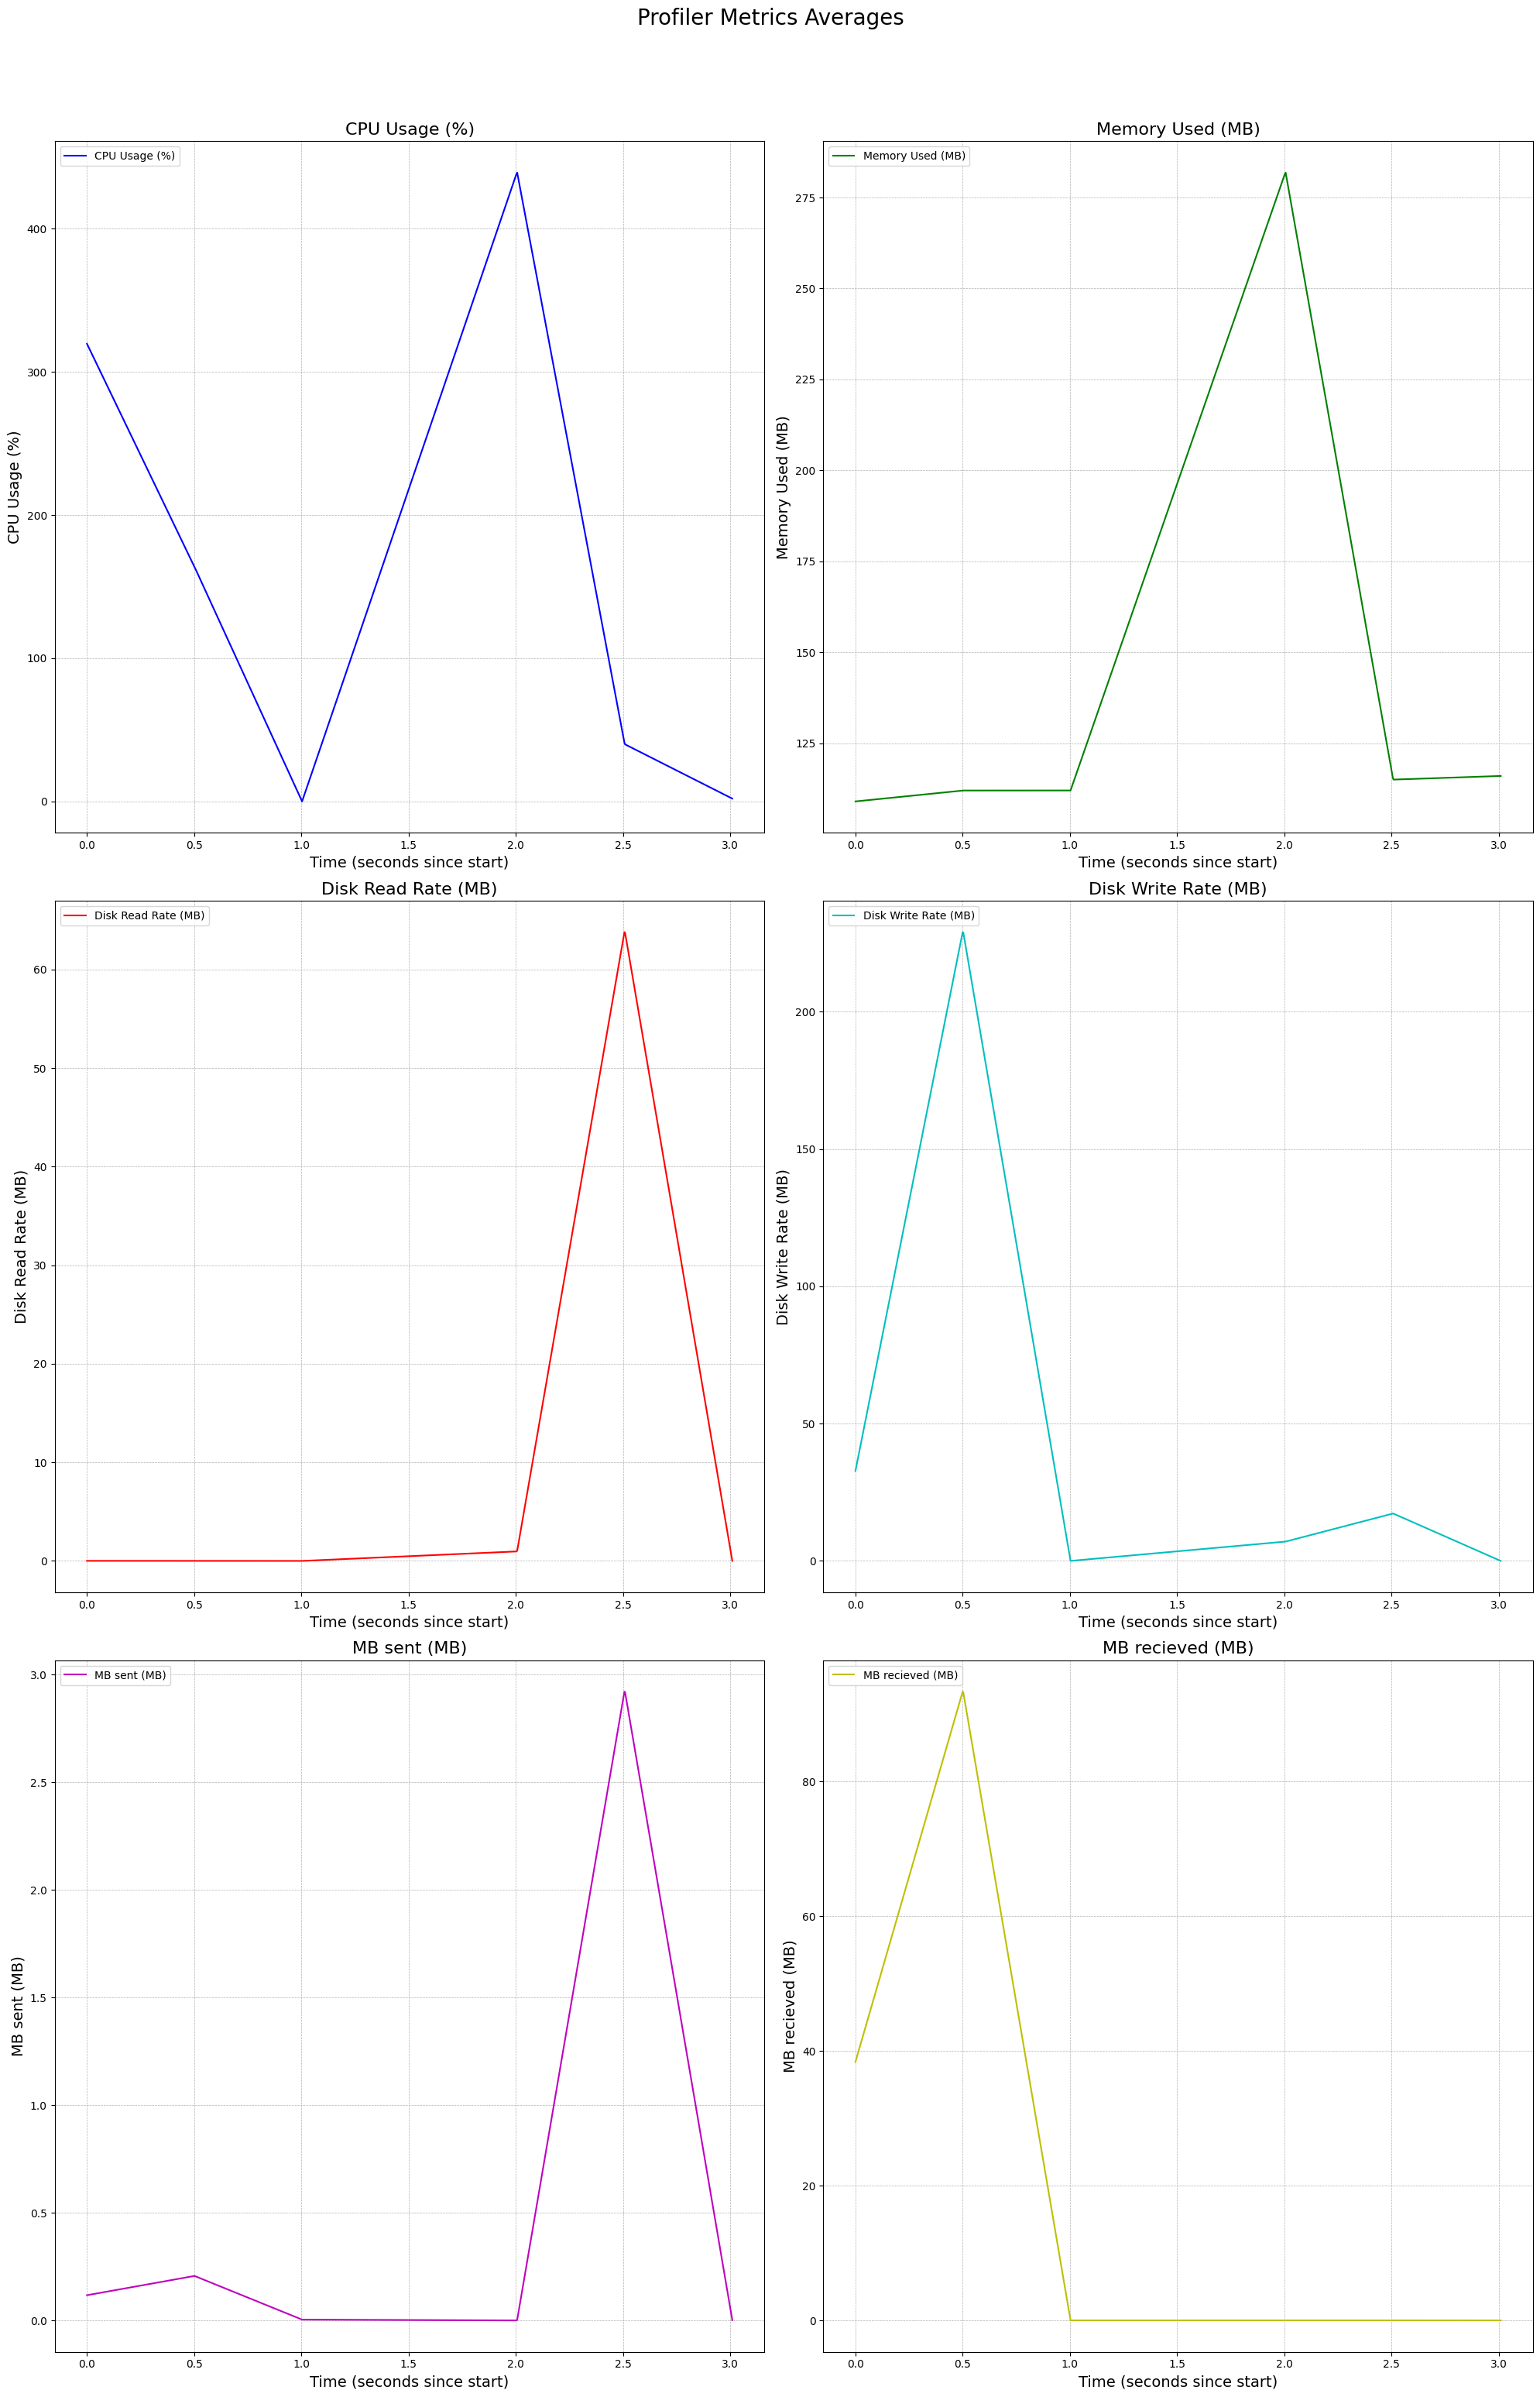 Profiler Metrics Averages
CPU Usage (%)
CPU Usage (%)
CPU Usage (%)
400
300
200
100
0
0.0 0.5 1.0 1.5 2.0 2.5 3.0
Time (seconds since start)
Memory Used (MB)
Memory Used (MB)
Memory Used (MB)
275
250
225
200
175
150
125
0.0 0.5 1.0 1.5 2.0 2.5 3.0
Time (seconds since start)
Disk Read Rate (MB)
Disk Read Rate (MB)
Disk Read Rate (MB)
60
50
40
30
20
10
0
0.0 0.5 1.0 1.5 2.0 2.5 3.0
Time (seconds since start)
Disk Write Rate (MB)
Disk Write Rate (MB)
Disk Write Rate (MB)
200
150
100
50
0
0.0 0.5 1.0 1.5 2.0 2.5 3.0
Time (seconds since start)
MB sent (MB)
MB sent (MB)
MB sent (MB)
3.0
2.5
2.0
1.5
1.0
0.5
0.0
0.0 0.5 1.0 1.5 2.0 2.5 3.0
Time (seconds since start)
MB recieved (MB)
MB recieved (MB)
MB recieved (MB)
80
60
40
20
0
0.0 0.5 1.0 1.5 2.0 2.5 3.0
Time (seconds since start)